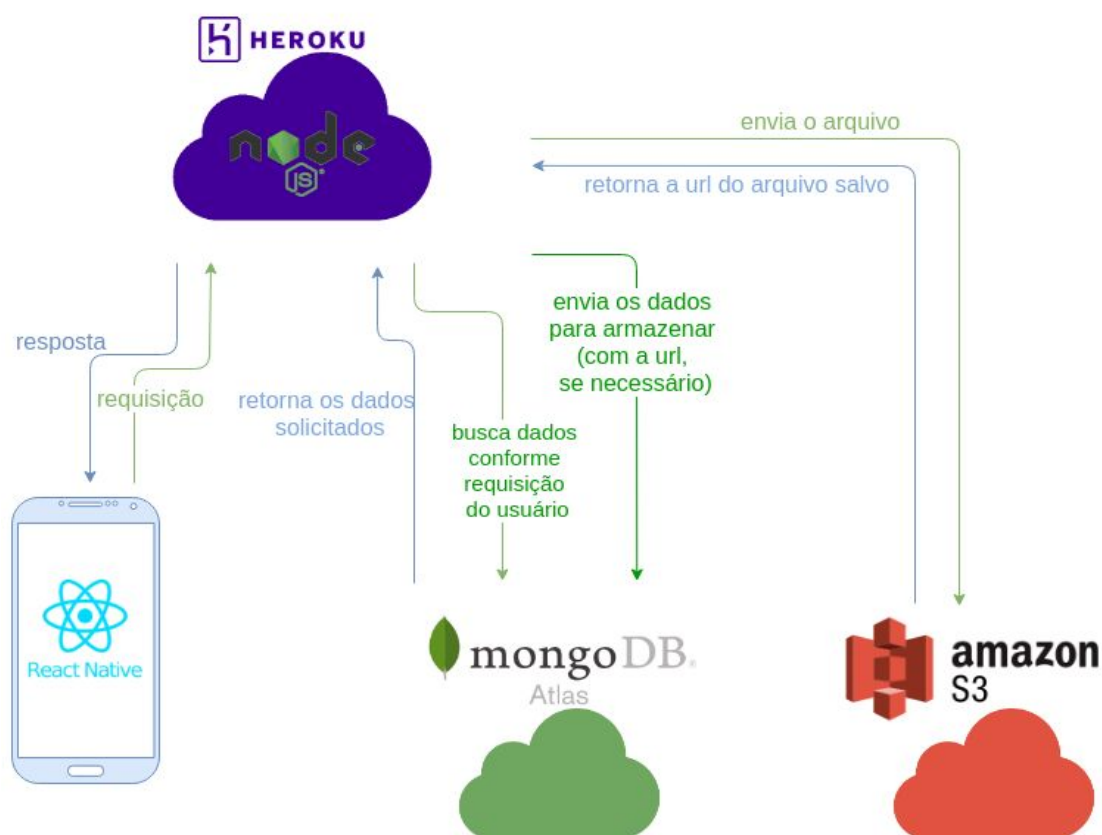 HEROKU
node
JS
envia o arquivo
retorna a url do arquivo salvo
resposta
requisição
retorna os dados
solicitados
busca dados
conforme
requisição
do usuário
envia os dados
para armazenar
(com a url,
se necessário)
React Native
mongoDB.
Atlas
amazon
S3